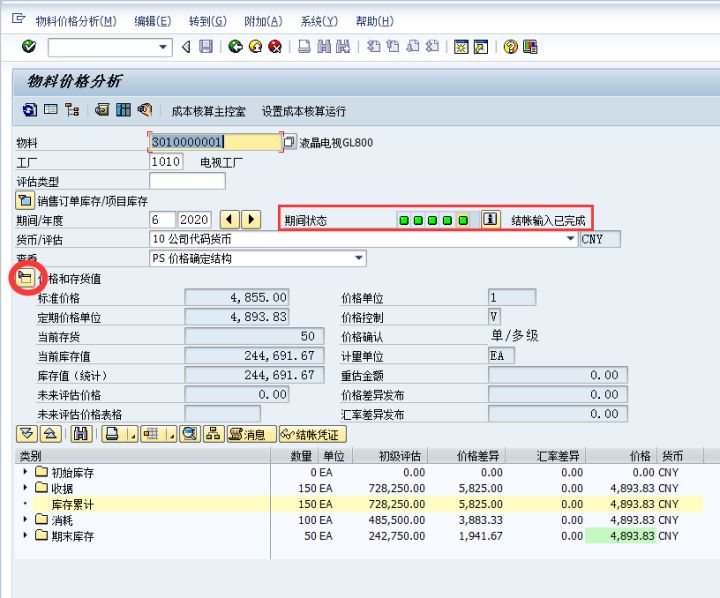 物料价格分析(M) 编辑(E) 转到(G) 附加(A) 系统(Y) 帮助(H)
物料价格分析
成本核算主控室 设置成本核算运行
物料 3010000001 液晶电视GL800
工厂 1010 电视工厂
评估类型
销售订单库存/项目库存
期间/年度 6 2020 期间状态 结帐输入已完成
货币/评估 10 公司代码货币 CNY
查看 PS 价格确定结构
价格和存货值
标准价格 4,855.00 价格单位 1
定期价格单位 4,893.83 价格控制 V
当前存货 50 价格确认 单/多级
当前库存值 244,691.67 计量单位 EA
库存值（统计） 244,691.67 重估金额 0.00
未来评估价格 0.00 价格差异发布 0.00
未来评估价格表格 汇率差异发布 0.00
消息 结帐凭证
类别 数量 单位 初级评估 价格差异 汇率差异 价格 货币
初始库存 0 EA 0.00 0.00 0.00 0.00 CNY
收据 150 EA 728,250.00 5,825.00 0.00 4,893.83 CNY
库存累计 150 EA 728,250.00 5,825.00 0.00 4,893.83 CNY
消耗 100 EA 485,500.00 3,883.33 0.00 4,893.83 CNY
期末库存 50 EA 242,750.00 1,941.67 0.00 4,893.83 CNY